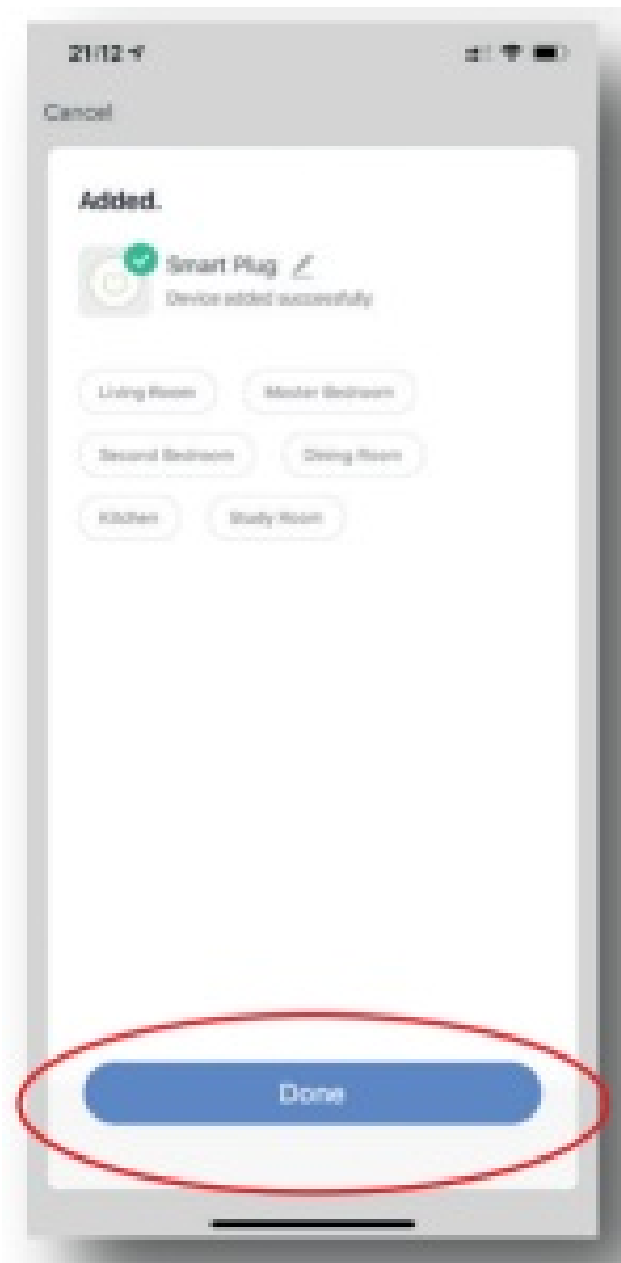 21:12
Cancel
Added.
Smart Plug
Device added successfully
Living Room Master Bedroom
Second Bedroom Dining Room
Kitchen Study Room
Done